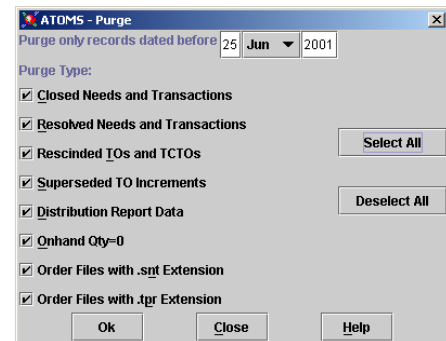 ATOMS - Purge
Purge only records dated before 25 Jun 2001
Purge Type:
Closed Needs and Transactions
Resolved Needs and Transactions
Rescinded TOs and TCTOs
Select All
Superseded TO Increments
Deselect All
Distribution Report Data
Onhand Qty=0
Order Files with .snt Extension
Order Files with .tpr Extension
Ok Close Help